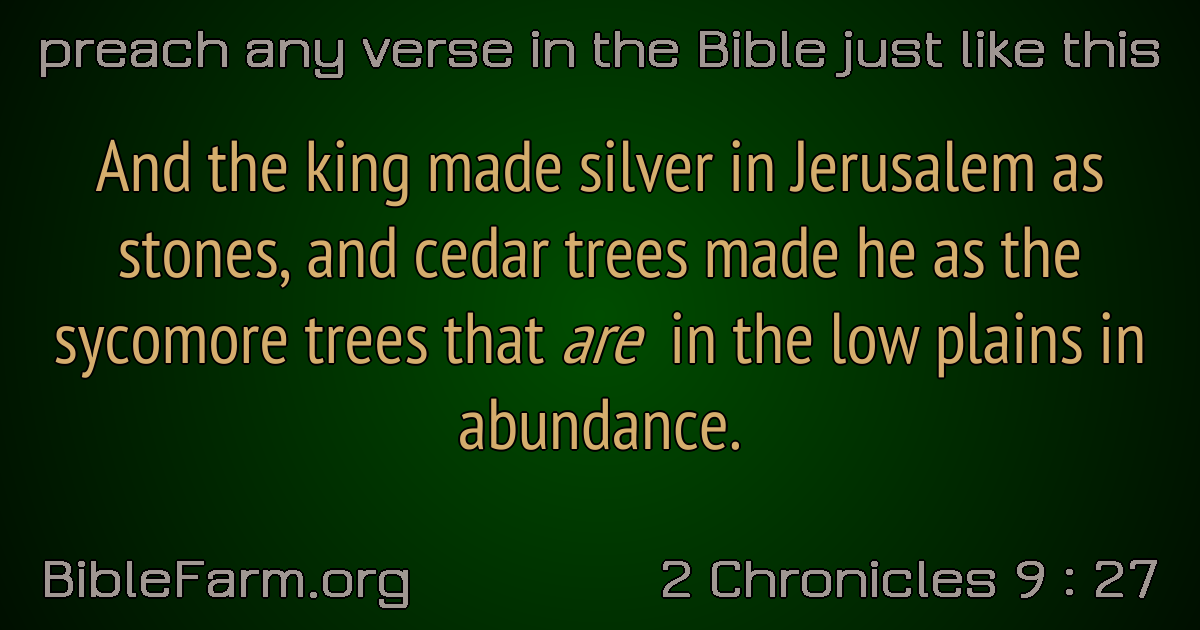 preach any verse in the Bible just like this
And the king made silver in Jerusalem as
stones, and cedar trees made he as the
sycomore trees that are in the low plains in
abundance.
BibleFarm.org
2 Chronicles 9 : 27